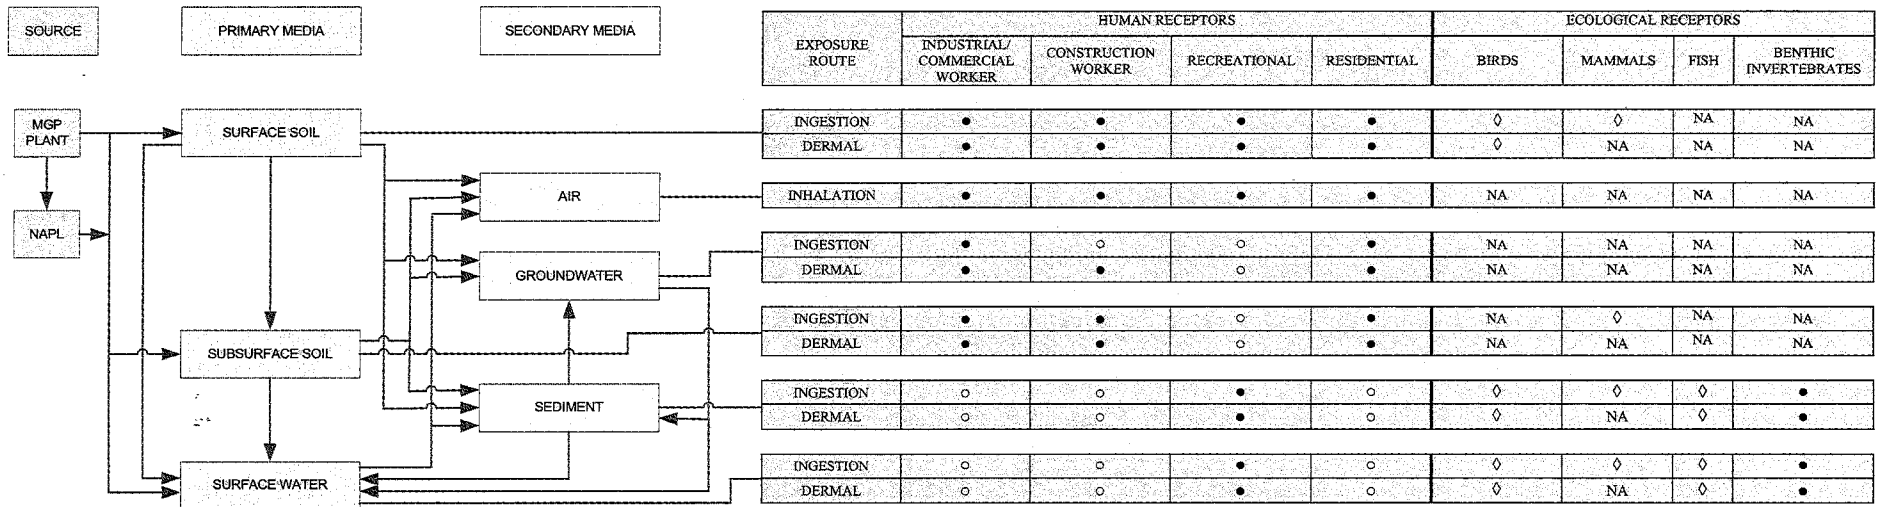 SOURCE
PRIMARY MEDIA
SECONDARY MEDIA
HUMAN RECEPTORS
ECOLOGICAL RECEPTORS
EXPOSURE
ROUTE
INDUSTRIAL/
COMMERCIAL
WORKER
CONSTRUCTION
WORKER
RECREATIONAL
RESIDENTIAL
BIRDS
MAMMALS
FISH
BENTHIC
INVERTEBRATES
MGP
PLANT
SURFACE SOIL
INGESTION ● ● ● ● ◊ ◊ NA NA
DERMAL ● ● ● ● ◊ NA NA NA
AIR
INHALATION ● ● ● ● NA NA NA NA
NAPL
GROUNDWATER
INGESTION ● ○ ○ ● NA NA NA NA
DERMAL ● ● ○ ● NA NA NA NA
SUBSURFACE SOIL
INGESTION ● ● ○ ● NA ◊ NA NA
DERMAL ● ● ○ ● NA NA NA NA
SEDIMENT
INGESTION ○ ○ ● ○ ◊ ◊ ◊ ●
DERMAL ○ ○ ● ○ ◊ NA ◊ ●
SURFACE WATER
INGESTION ○ ○ ● ○ ◊ ◊ ◊ ●
DERMAL ○ ○ ● ○ ◊ NA ◊ ●